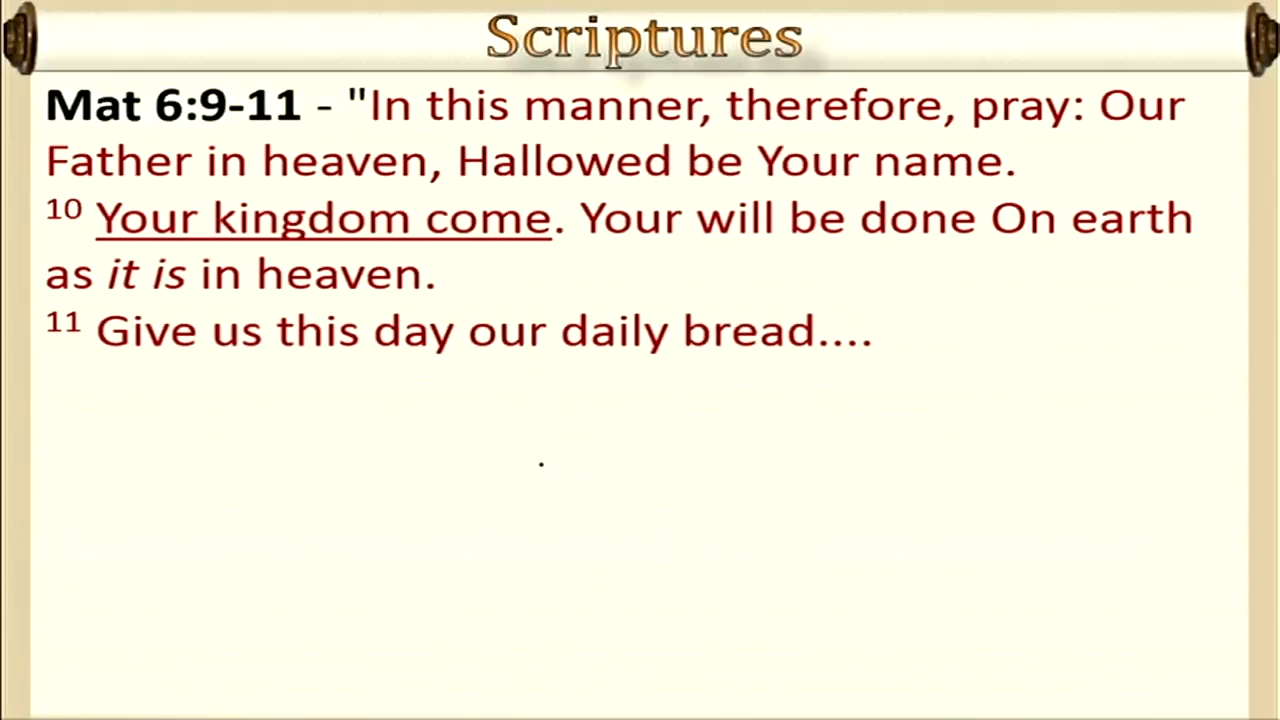 Scriptures
Mat 6:9-11 - "In this manner, therefore, pray: Our
Father in heaven, Hallowed be Your name.
10 Your kingdom come. Your will be done On earth
as it is in heaven.
11 Give us this day our daily bread....